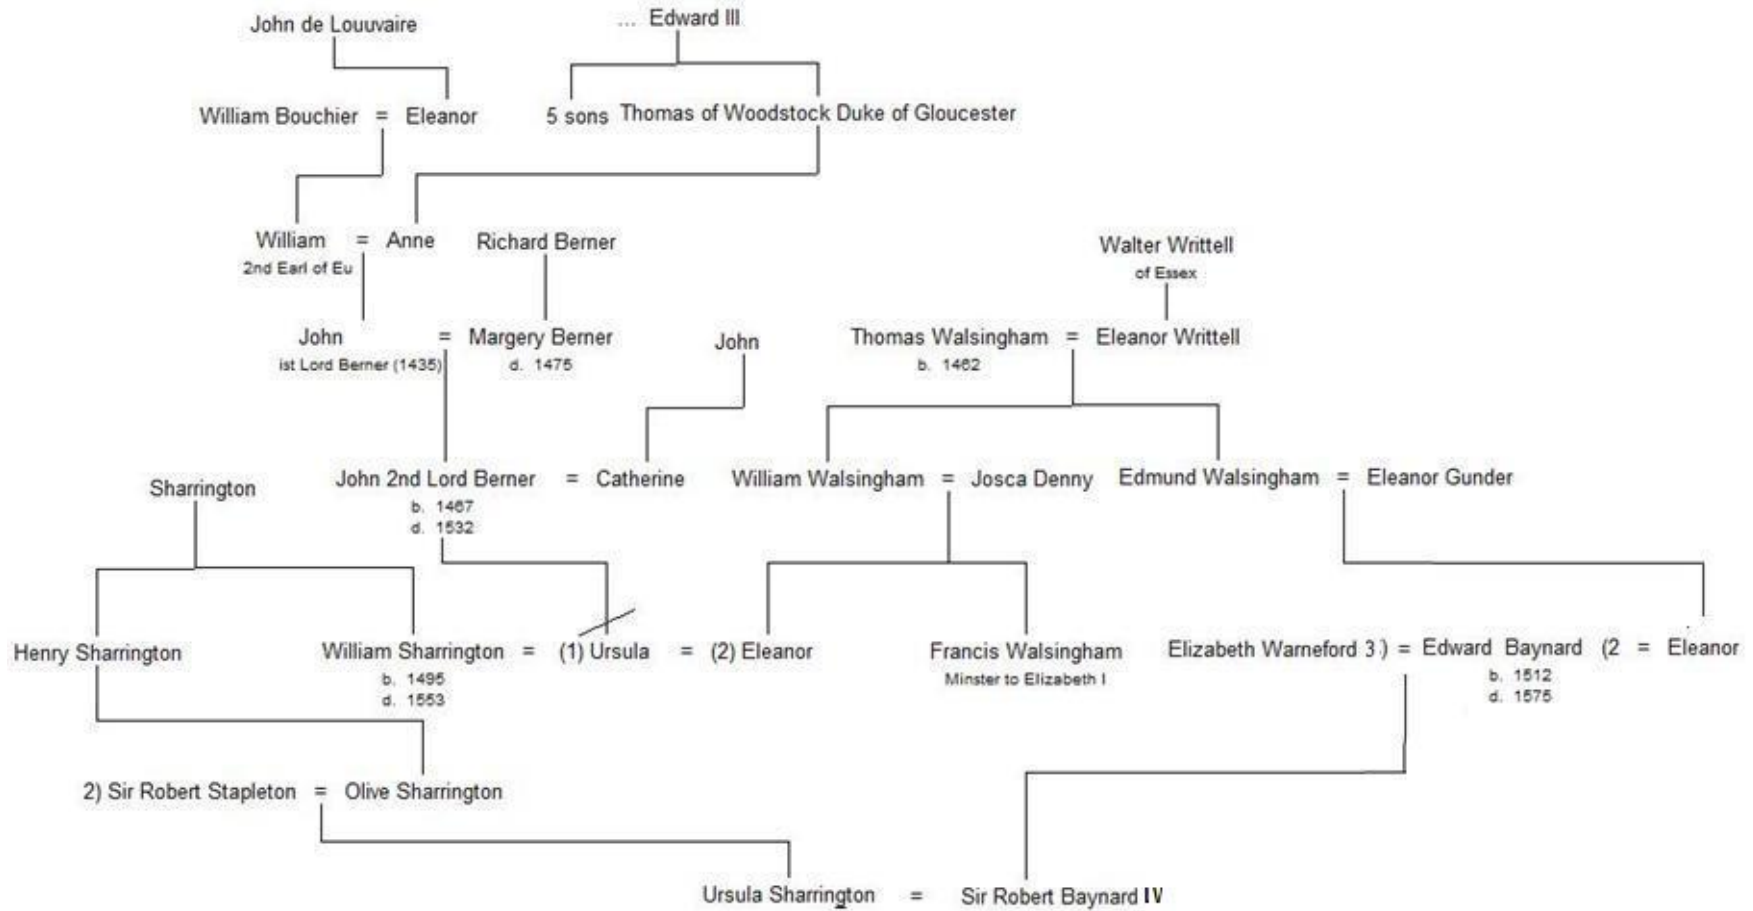 John de Louuvaire
... Edward III
William Bouchier = Eleanor
5 sons Thomas of Woodstock Duke of Gloucester
William = Anne
2nd Earl of Eu
Richard Berner
Walter Writtell
of Essex
John = Margery Berner
ist Lord Berner (1435)
d. 1475
John
Thomas Walsingham = Eleanor Writtell
b. 1462
Sharrington
John 2nd Lord Berner = Catherine
b. 1467
d. 1532
William Walsingham = Josca Denny
Edmund Walsingham = Eleanor Gunder
Henry Sharrington
William Sharrington = (1) Ursula = (2) Eleanor
b. 1495
d. 1553
Francis Walsingham
Minster to Elizabeth I
Elizabeth Warneford 3.) = Edward Baynard (2 = Eleanor
b. 1512
d. 1575
2) Sir Robert Stapleton = Olive Sharrington
Ursula Sharrington = Sir Robert Baynard IV